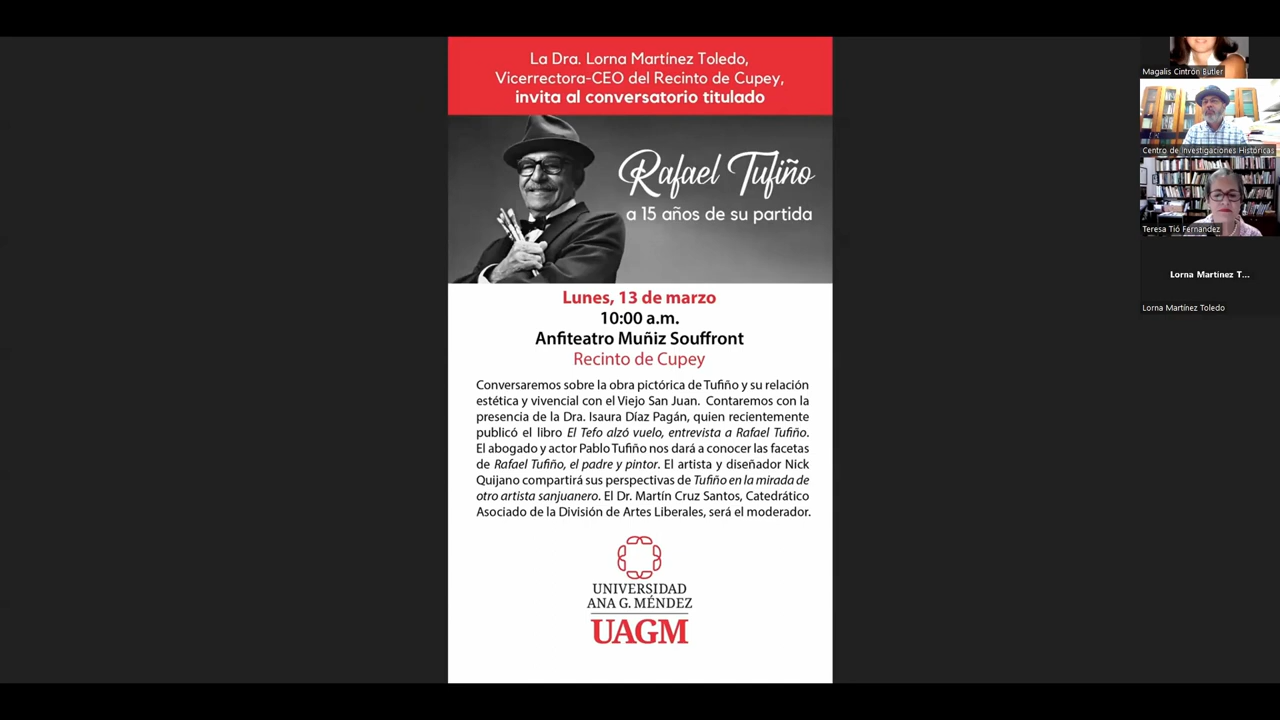 La Dra. Lorna Martínez Toledo,
Vicerrectora-CEO del Recinto de Cupey,
invita al conversatorio titulado
Rafael Tufiño
a 15 años de su partida
Lunes, 13 de marzo
10:00 a.m.
Anfiteatro Muñiz Souffront
Recinto de Cupey
Conversaremos sobre la obra pictórica de Tufiño y su relación
estética y vivencial con el Viejo San Juan. Contaremos con la
presencia de la Dra. Isaura Díaz Pagán, quien recientemente
publicó el libro El Tefo alzó vuelo, entrevista a Rafael Tufiño.
El abogado y actor Pablo Tufiño nos dará a conocer las facetas
de Rafael Tufiño, el padre y pintor. El artista y diseñador Nick
Quijano compartirá sus perspectivas de Tufiño en la mirada de
otro artista sanjuanero. El Dr. Martín Cruz Santos, Catedrático
Asociado de la División de Artes Liberales, será el moderador.
UNIVERSIDAD
ANA G. MÉNDEZ
UAGM
Magalis Cintrón Butler
Centro de Investigaciones Históricas
Teresa Tió Fernandez
Lorna Martinez T...
Lorna Martínez Toledo